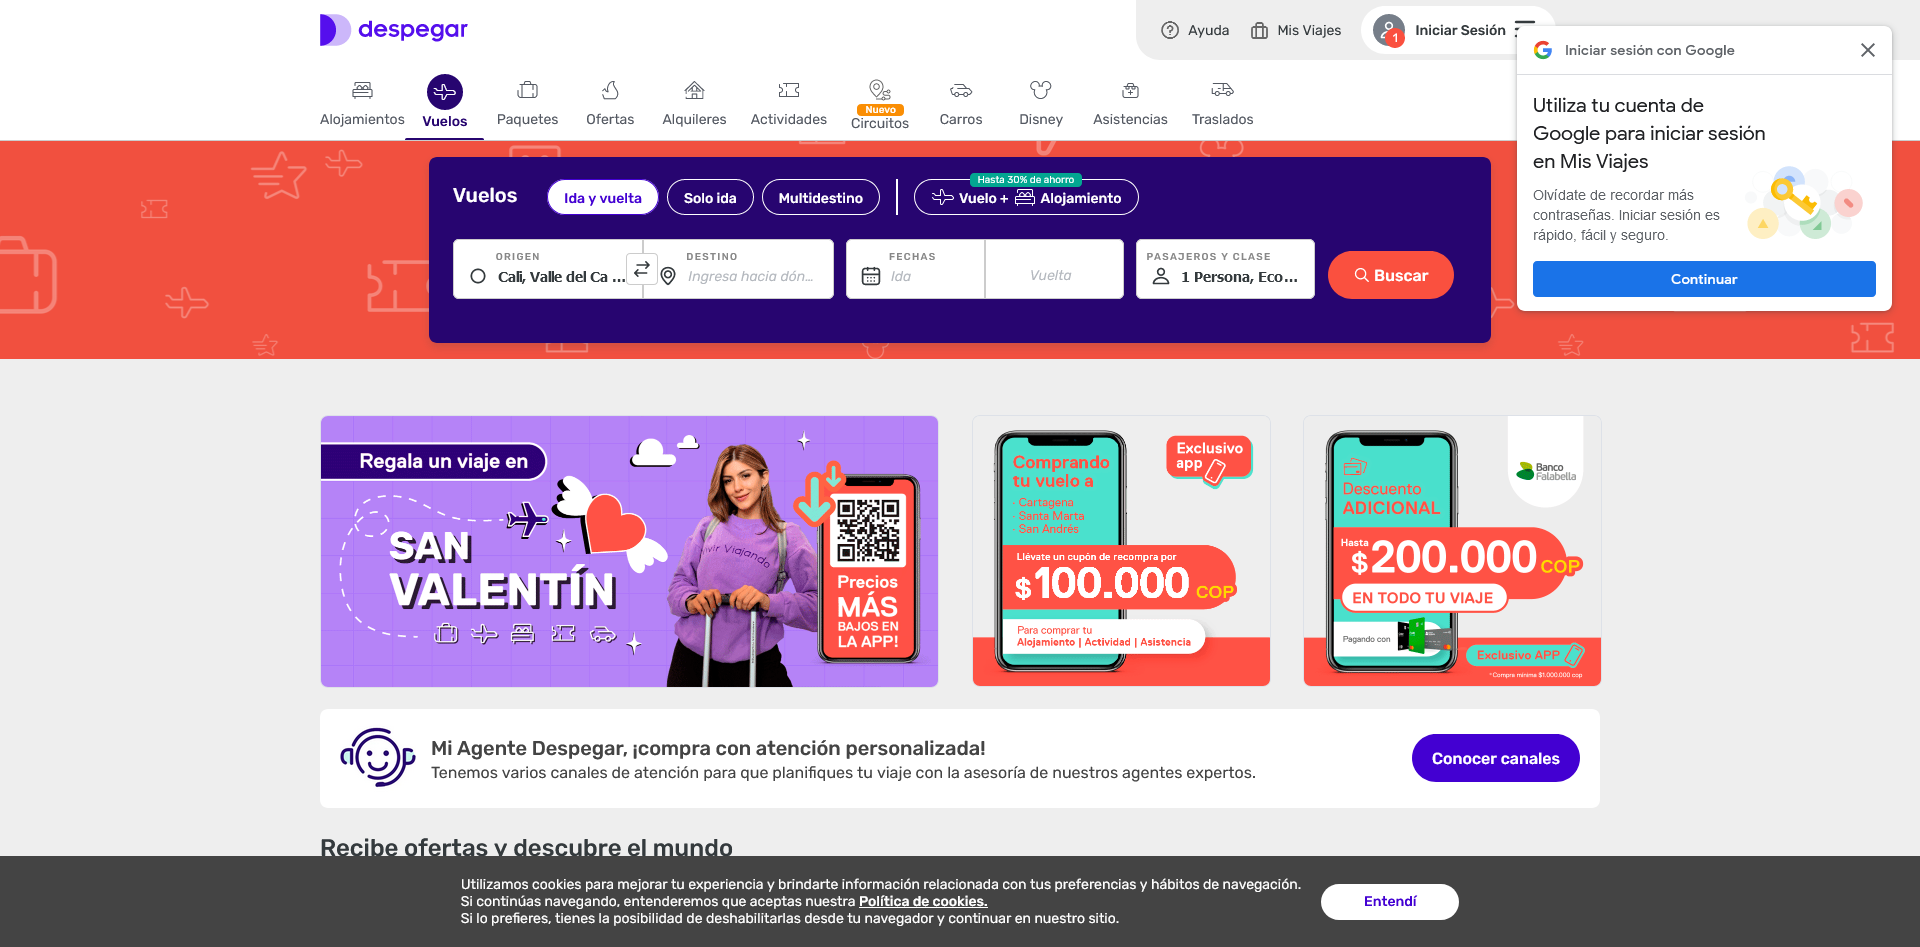 despegar
Ayuda
Mis Viajes
1
Iniciar Sesión
Alojamientos
Vuelos
Paquetes
Ofertas
Alquileres
Actividades
Nuevo
Circuitos
Carros
Disney
Asistencias
Traslados
Iniciar sesión con Google
Utiliza tu cuenta de
Google para iniciar sesión
en Mis Viajes
Olvídate de recordar más
contraseñas. Iniciar sesión es
rápido, fácil y seguro.
Continuar
Vuelos
Ida y vuelta
Solo ida
Multidestino
Hasta 30% de ahorro
Vuelo + Alojamiento
ORIGEN
Cali, Valle del Ca ...
DESTINO
Ingresa hacia dón...
FECHAS
Ida
Vuelta
PASAJEROS Y CLASE
1 Persona, Eco...
Buscar
Regala un viaje en
SAN
VALENTÍN
Vivir Viajando
Precios
MÁS
BAJOS EN
LA APP!
Exclusivo
app
Comprando
tu vuelo a
· Cartagena
· Santa Marta
· San Andrés
Llévate un cupón de recompra por
$100.000 COP
Para comprar tu
Alojamiento | Actividad | Asistencia
Banco
Falabella
Descuento
ADICIONAL
Hasta
$200.000 COP
EN TODO TU VIAJE
Pagando con
Exclusivo APP
*Compra mínima $1.000.000 cop
Mi Agente Despegar, ¡compra con atención personalizada!
Tenemos varios canales de atención para que planifiques tu viaje con la asesoría de nuestros agentes expertos.
Conocer canales
Recibe ofertas y descubre el mundo
Utilizamos cookies para mejorar tu experiencia y brindarte información relacionada con tus preferencias y hábitos de navegación.
Si continúas navegando, entenderemos que aceptas nuestra Política de cookies.
Si lo prefieres, tienes la posibilidad de deshabilitarlas desde tu navegador y continuar en nuestro sitio.
Entendí